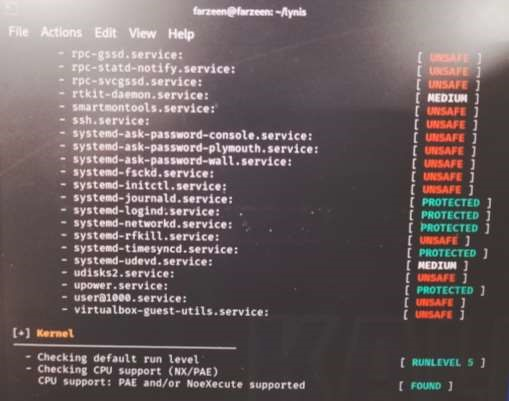 farzeen@farzeen: ~/lynis
File Actions Edit View Help
- rpc-gssd.service: [ UNSAFE ]
- rpc-statd-notify.service: [ UNSAFE ]
- rpc-svcgssd.service: [ UNSAFE ]
- rtkit-daemon.service: [ MEDIUM ]
- smartmontools.service: [ UNSAFE ]
- ssh.service: [ UNSAFE ]
- systemd-ask-password-console.service: [ UNSAFE ]
- systemd-ask-password-plymouth.service: [ UNSAFE ]
- systemd-ask-password-wall.service: [ UNSAFE ]
- systemd-fsckd.service: [ UNSAFE ]
- systemd-initctl.service: [ UNSAFE ]
- systemd-journald.service: [ PROTECTED ]
- systemd-logind.service: [ PROTECTED ]
- systemd-networkd.service: [ PROTECTED ]
- systemd-rfkill.service: [ UNSAFE ]
- systemd-timesyncd.service: [ PROTECTED ]
- systemd-udevd.service: [ MEDIUM ]
- udisks2.service: [ UNSAFE ]
- upower.service: [ PROTECTED ]
- user@1000.service: [ UNSAFE ]
- virtualbox-guest-utils.service: [ UNSAFE ]
[+] Kernel
- Checking default run level [ RUNLEVEL 5 ]
- Checking CPU support (NX/PAE)
CPU support: PAE and/or NoeXecute supported [ FOUND ]